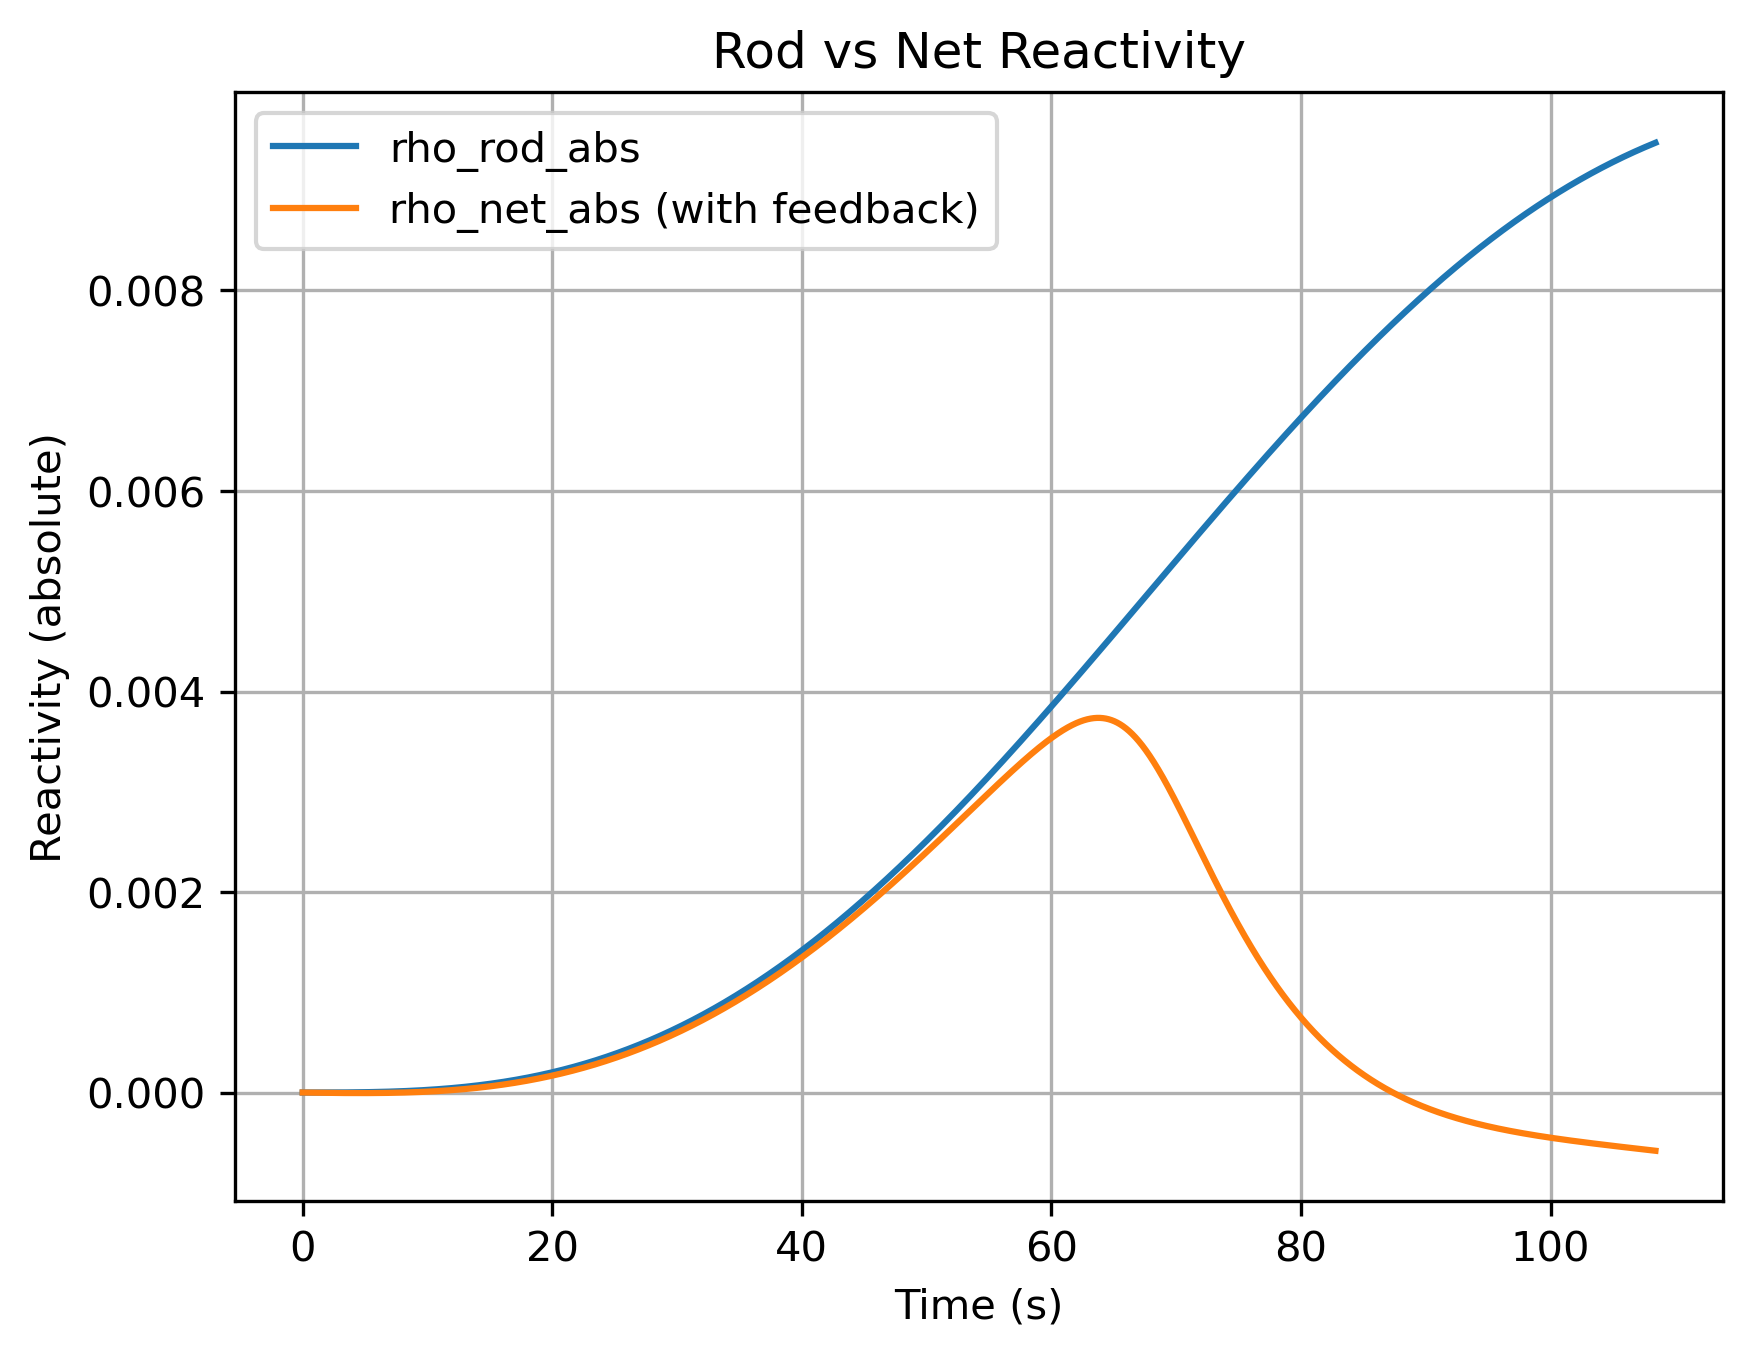 Rod vs Net Reactivity
rho_rod_abs
rho_net_abs (with feedback)
Reactivity (absolute)
0.008
0.006
0.004
0.002
0.000
0 20 40 60 80 100
Time (s)